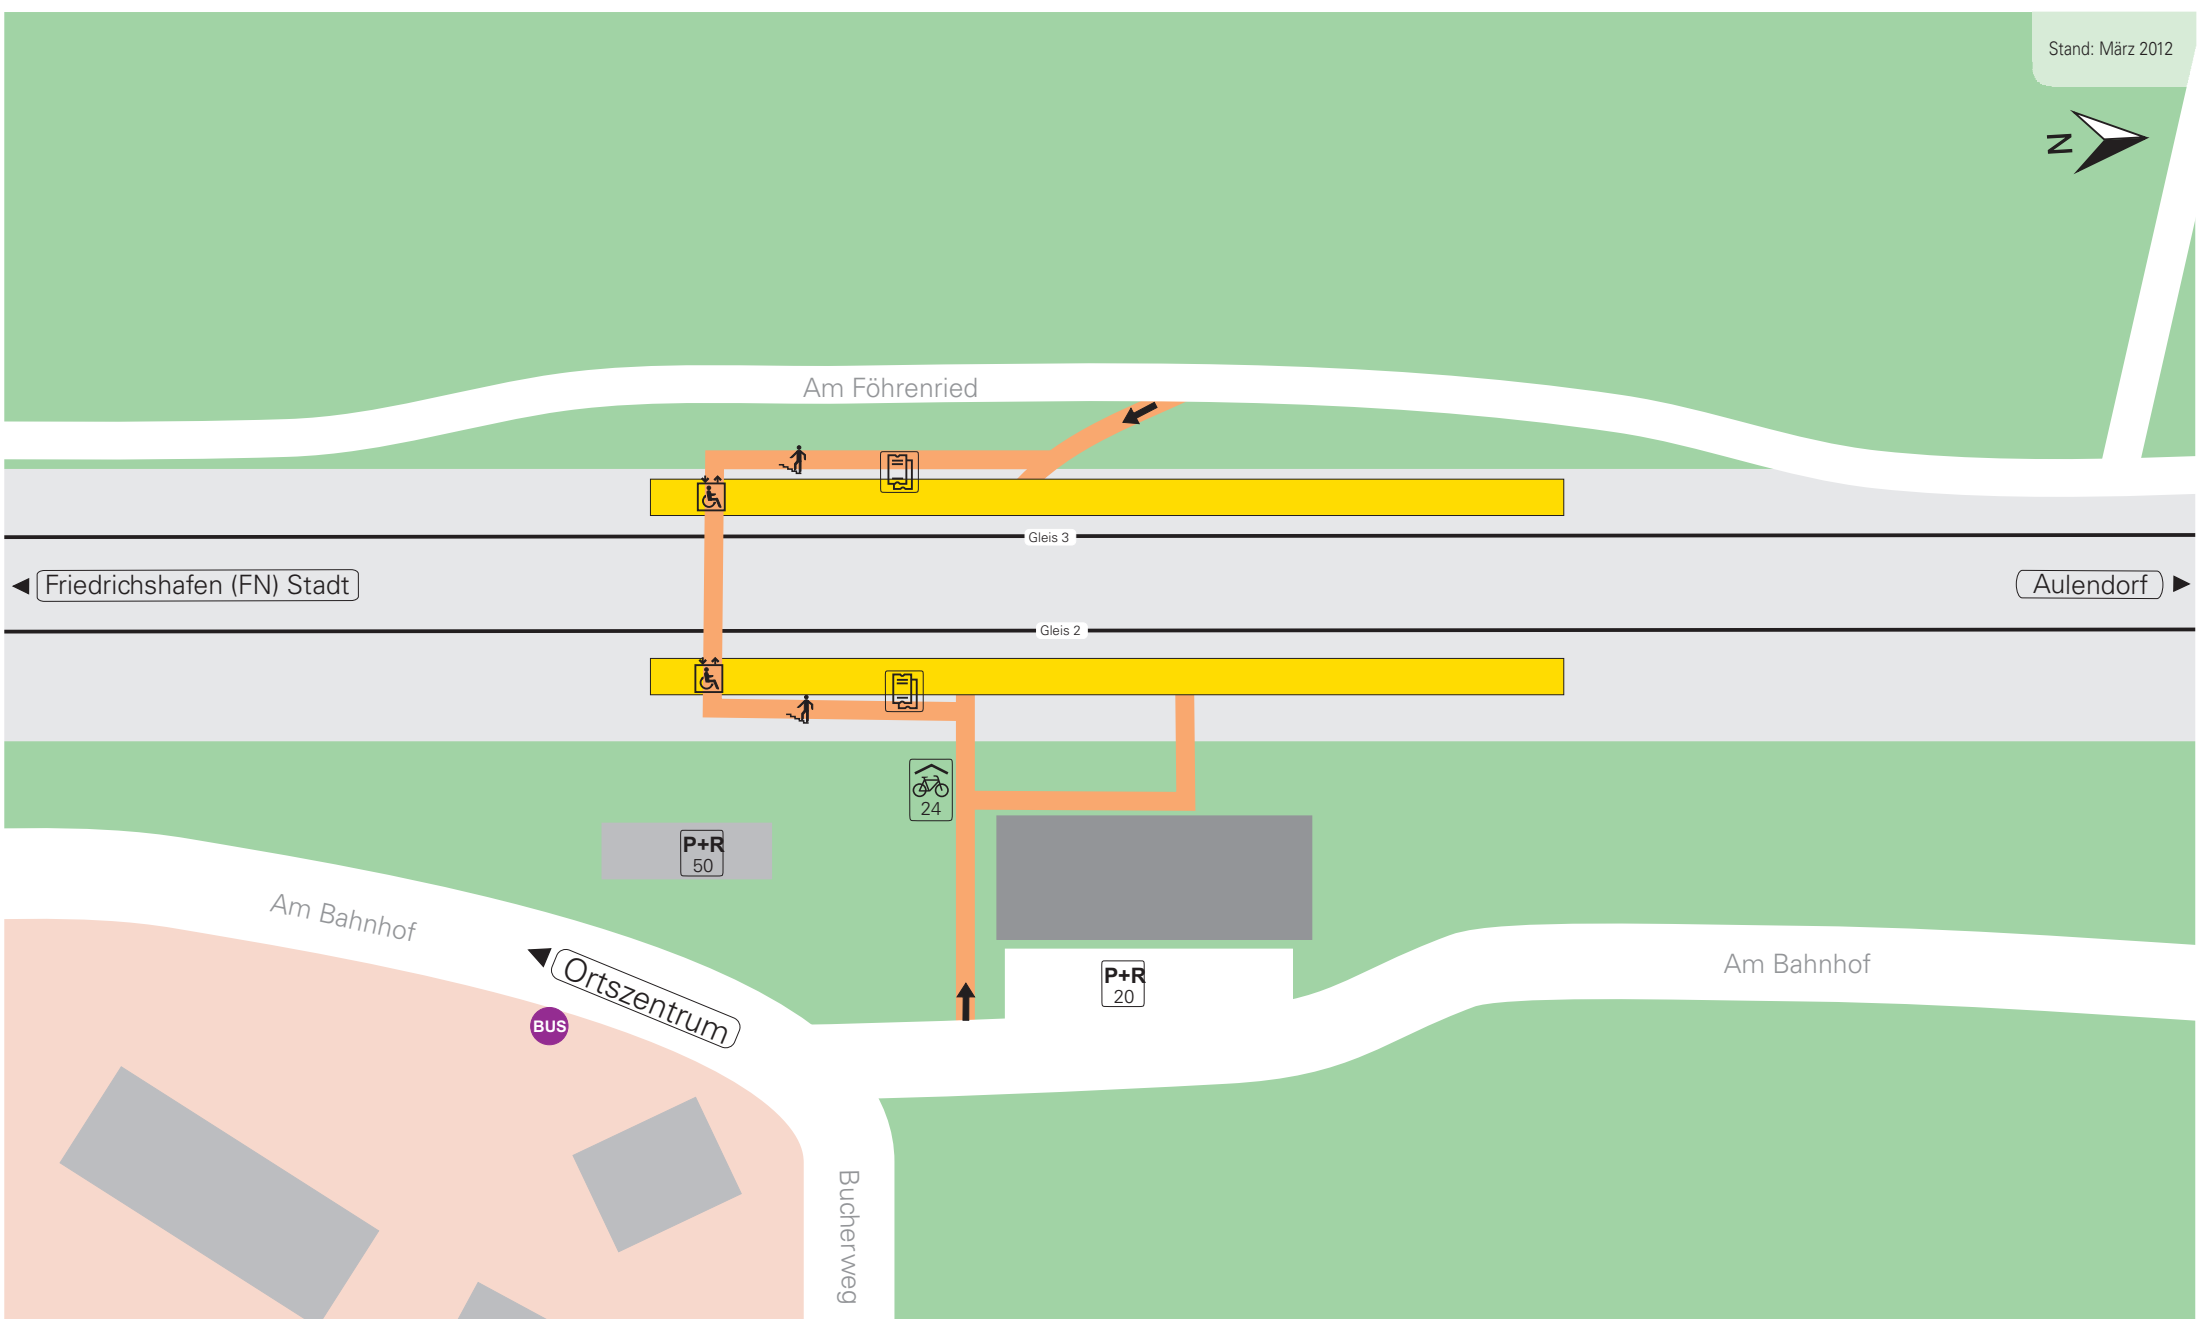 Stand: März 2012
N
Am Föhrenried
Gleis 3
Friedrichshafen (FN) Stadt
Aulendorf
Gleis 2
24
P+R
50
Am Bahnhof
Ortszentrum
BUS
P+R
20
Am Bahnhof
Bucherweg